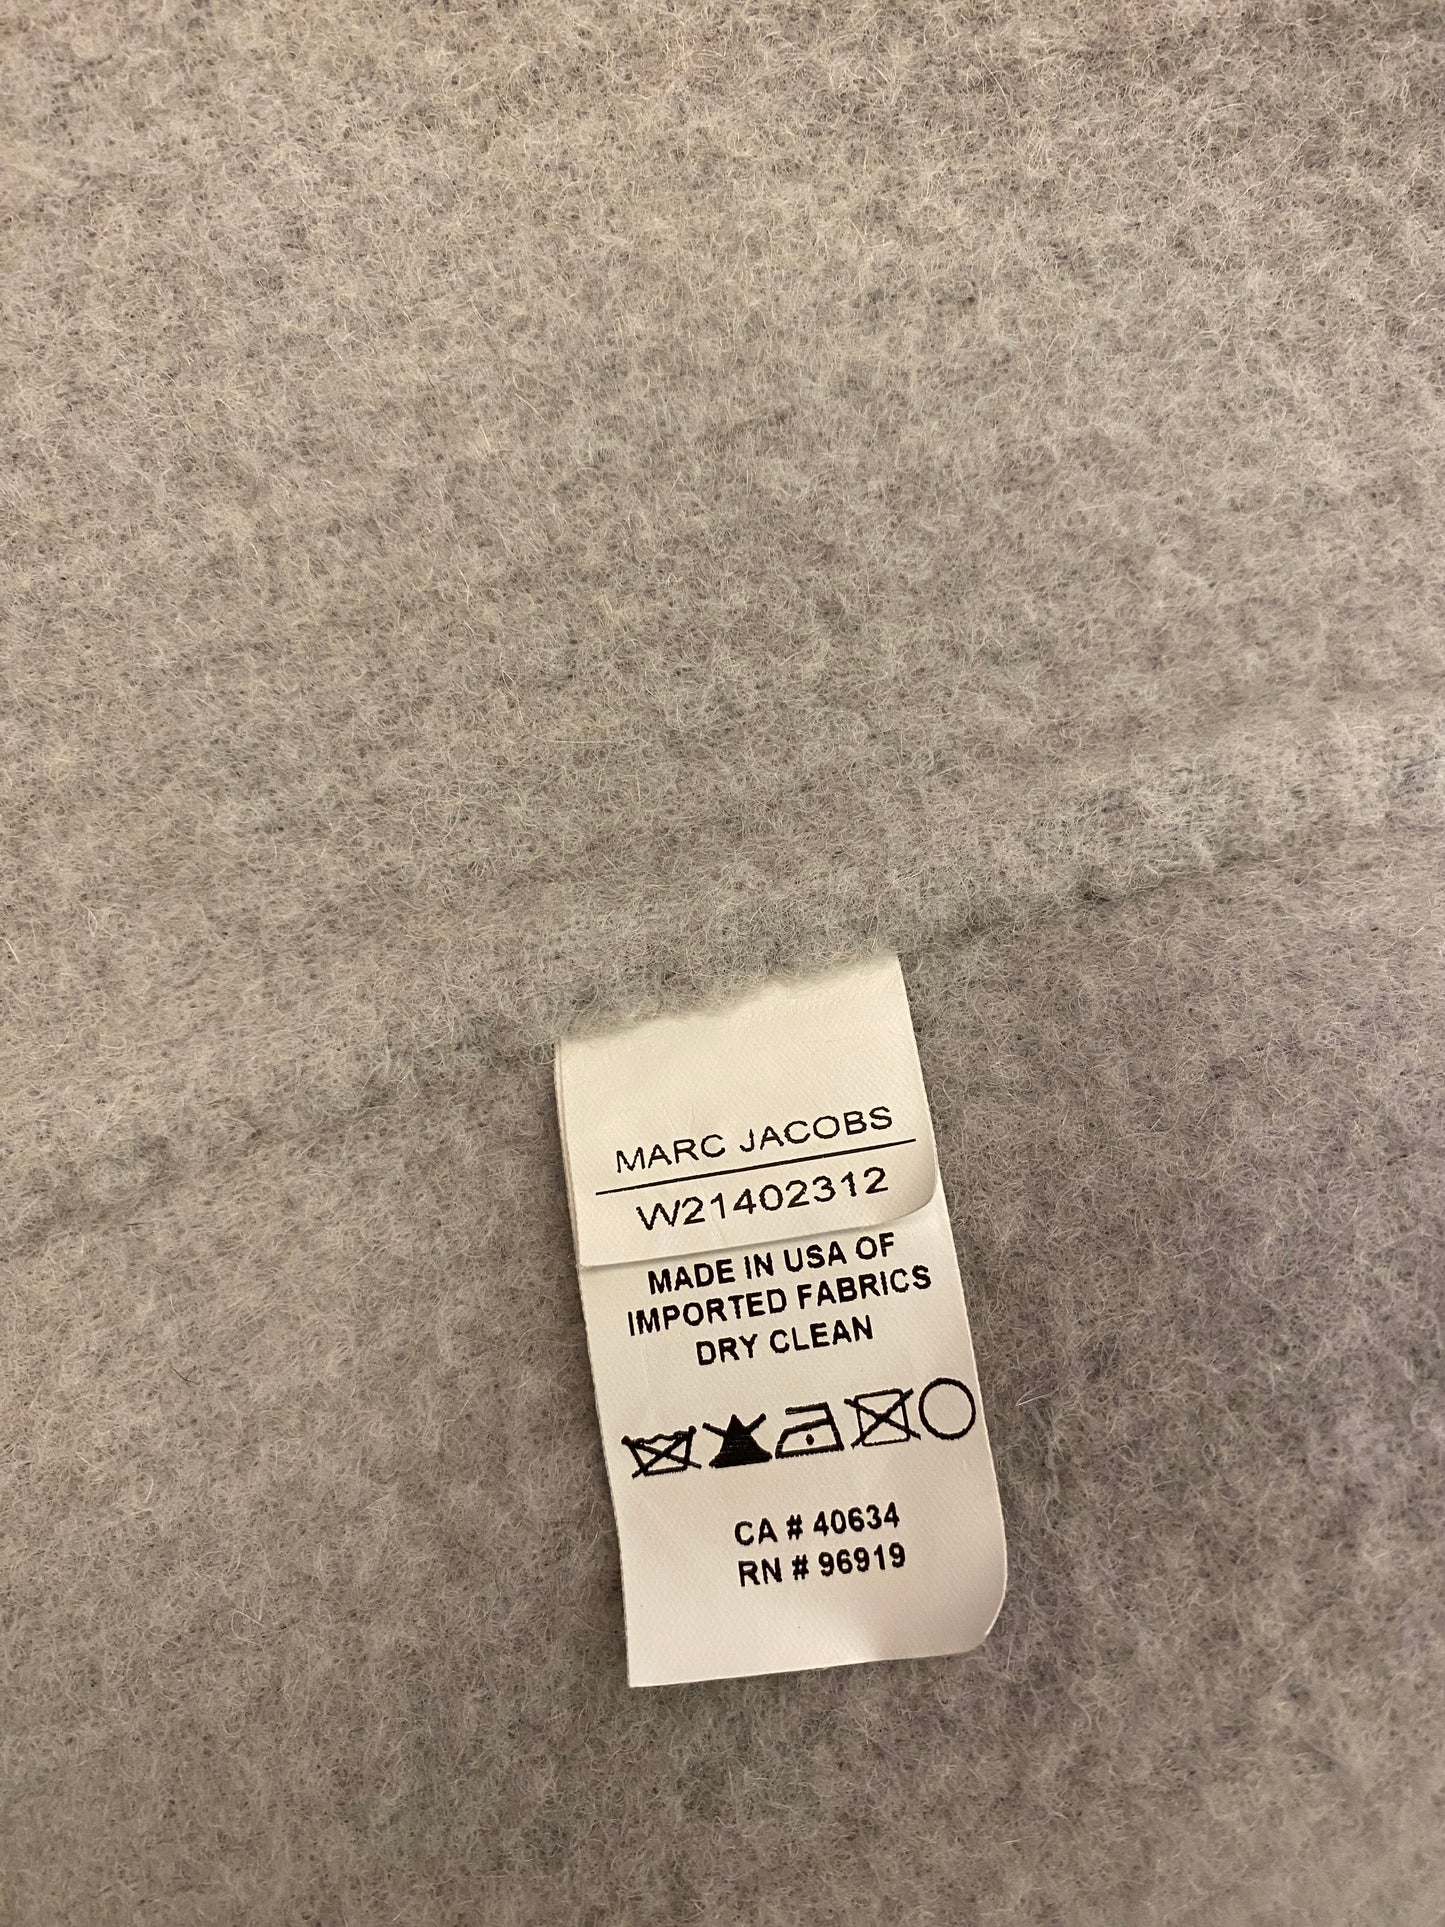 MARC JACOBS
W21402312
MADE IN USA OF
IMPORTED FABRICS
DRY CLEAN
CA # 40634
RN # 96919